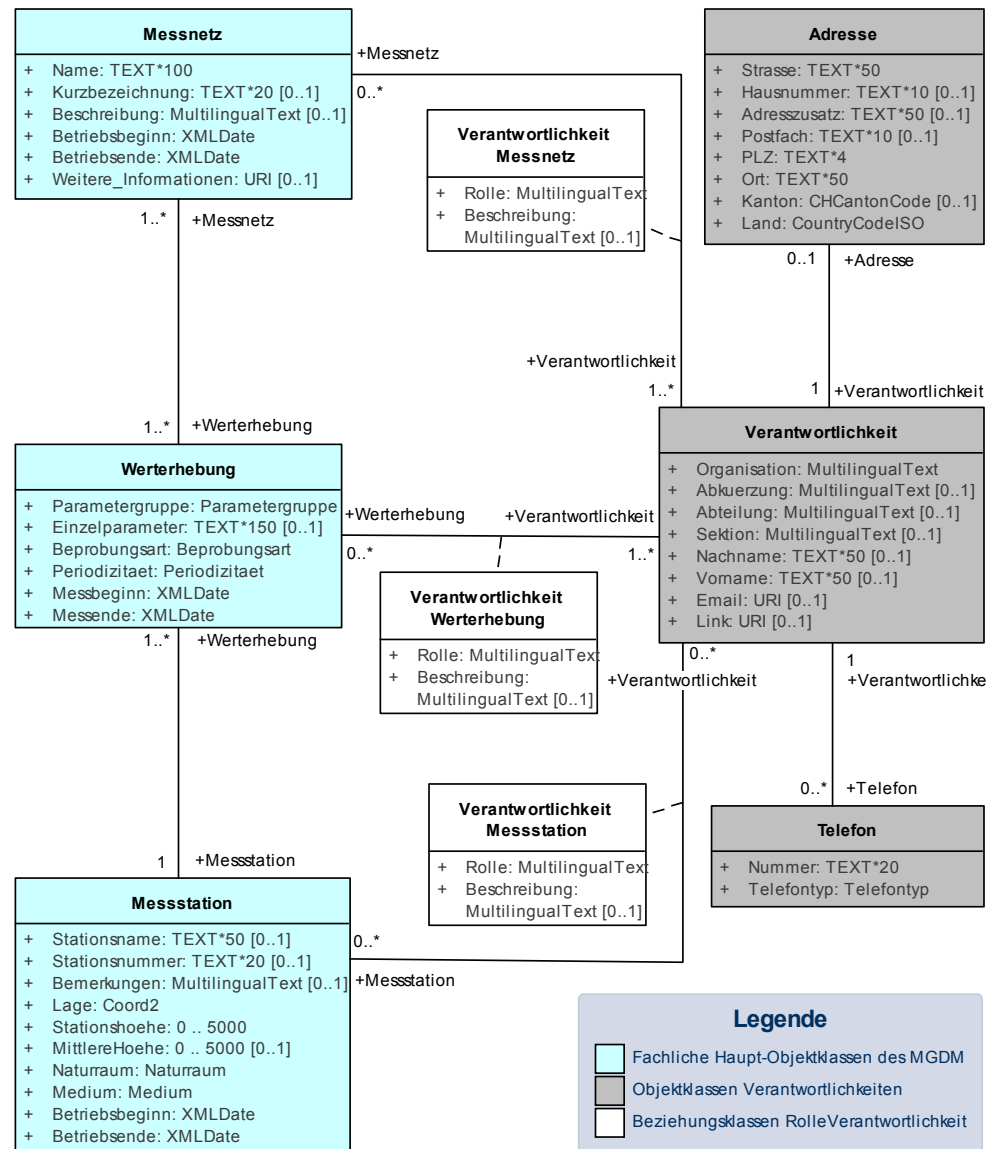 Messnetz
+ Name: TEXT*100
+ Kurzbezeichnung: TEXT*20 [0..1]
+ Beschreibung: MultilingualText [0..1]
+ Betriebsbeginn: XMLDate
+ Betriebsende: XMLDate
+ Weitere_Informationen: URI [0..1]
+Messnetz
0..*
Verantwortlichkeit
Messnetz
+ Rolle: MultilingualText
+ Beschreibung:
MultilingualText [0..1]
Adresse
+ Strasse: TEXT*50
+ Hausnummer: TEXT*10 [0..1]
+ Adresszusatz: TEXT*50 [0..1]
+ Postfach: TEXT*10 [0..1]
+ PLZ: TEXT*4
+ Ort: TEXT*50
+ Kanton: CHCantonCode [0..1]
+ Land: CountryCodeISO
1..* +Messnetz
0..1 +Adresse
+Verantwortlichkeit
1..*
1 +Verantwortlichkeit
1..* +Werterhebung
Werterhebung
+ Parametergruppe: Parametergruppe
+ Einzelparameter: TEXT*150 [0..1]
+ Beprobungsart: Beprobungsart
+ Periodizitaet: Periodizitaet
+ Messbeginn: XMLDate
+ Messende: XMLDate
+Werterhebung +Verantwortlichkeit
0..* 1..*
Verantwortlichkeit
Werterhebung
+ Rolle: MultilingualText
+ Beschreibung:
MultilingualText [0..1]
Verantwortlichkeit
+ Organisation: MultilingualText
+ Abkuerzung: MultilingualText [0..1]
+ Abteilung: MultilingualText [0..1]
+ Sektion: MultilingualText [0..1]
+ Nachname: TEXT*50 [0..1]
+ Vorname: TEXT*50 [0..1]
+ Email: URI [0..1]
+ Link: URI [0..1]
1..* +Werterhebung
0..*
+Verantwortlichkeit
1
+Verantwortlichke
0..* +Telefon
Verantwortlichkeit
Messstation
+ Rolle: MultilingualText
+ Beschreibung:
MultilingualText [0..1]
Telefon
+ Nummer: TEXT*20
+ Telefontyp: Telefontyp
1 +Messstation
Messstation
+ Stationsname: TEXT*50 [0..1]
+ Stationsnummer: TEXT*20 [0..1]
+ Bemerkungen: MultilingualText [0..1]
+ Lage: Coord2
+ Stationshoehe: 0 .. 5000
+ MittlereHoehe: 0 .. 5000 [0..1]
+ Naturraum: Naturraum
+ Medium: Medium
+ Betriebsbeginn: XMLDate
+ Betriebsende: XMLDate
0..*
+Messstation
Legende
Fachliche Haupt-Objektklassen des MGDM
Objektklassen Verantwortlichkeiten
Beziehungsklassen RolleVerantwortlichkeit